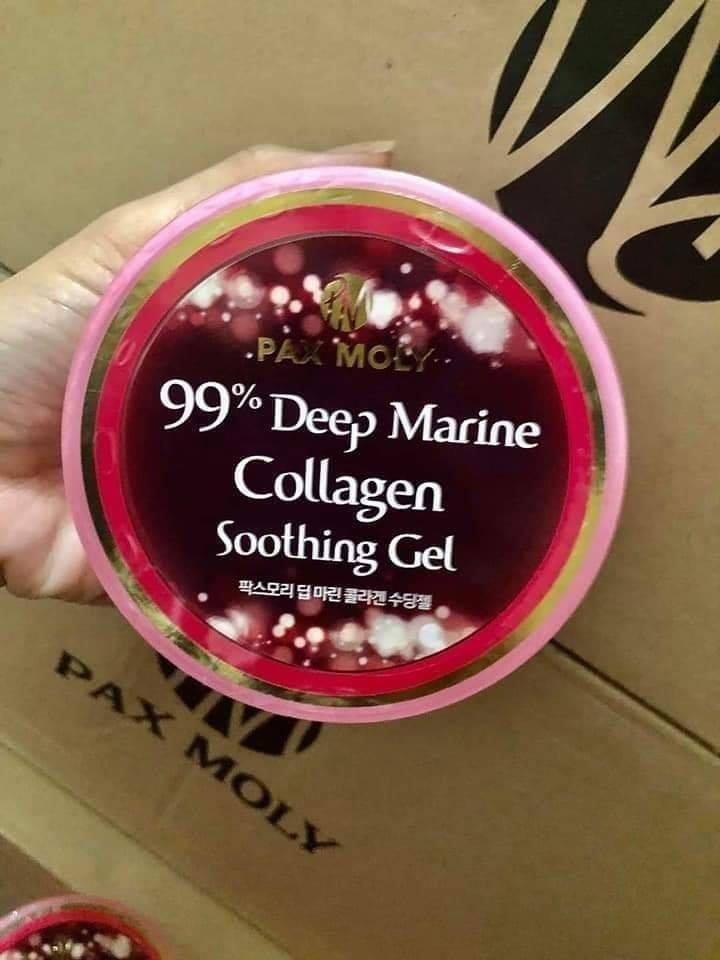 PAX MOLY
99% Deep Marine
Collagen
Soothing Gel
팍스모리 딥 마린 콜라겐 수딩젤
PAX MOLY